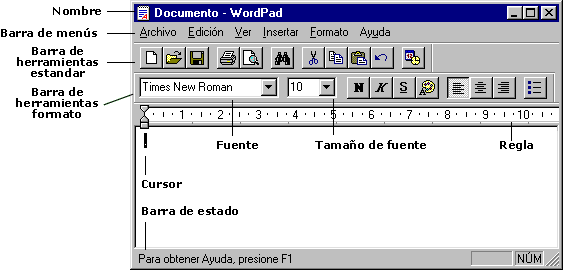 Nombre
Documento - WordPad
Barra de menús
Archivo Edición Ver Insertar Formato Ayuda
Barra de
herramientas
estandar
Barra de
herramientas
formato
Times New Roman 10 N K S
1 2 3 4 5 6 7 8 9 10
Fuente Tamaño de fuente Regla
Cursor
Barra de estado
Para obtener Ayuda, presione F1 NÚM